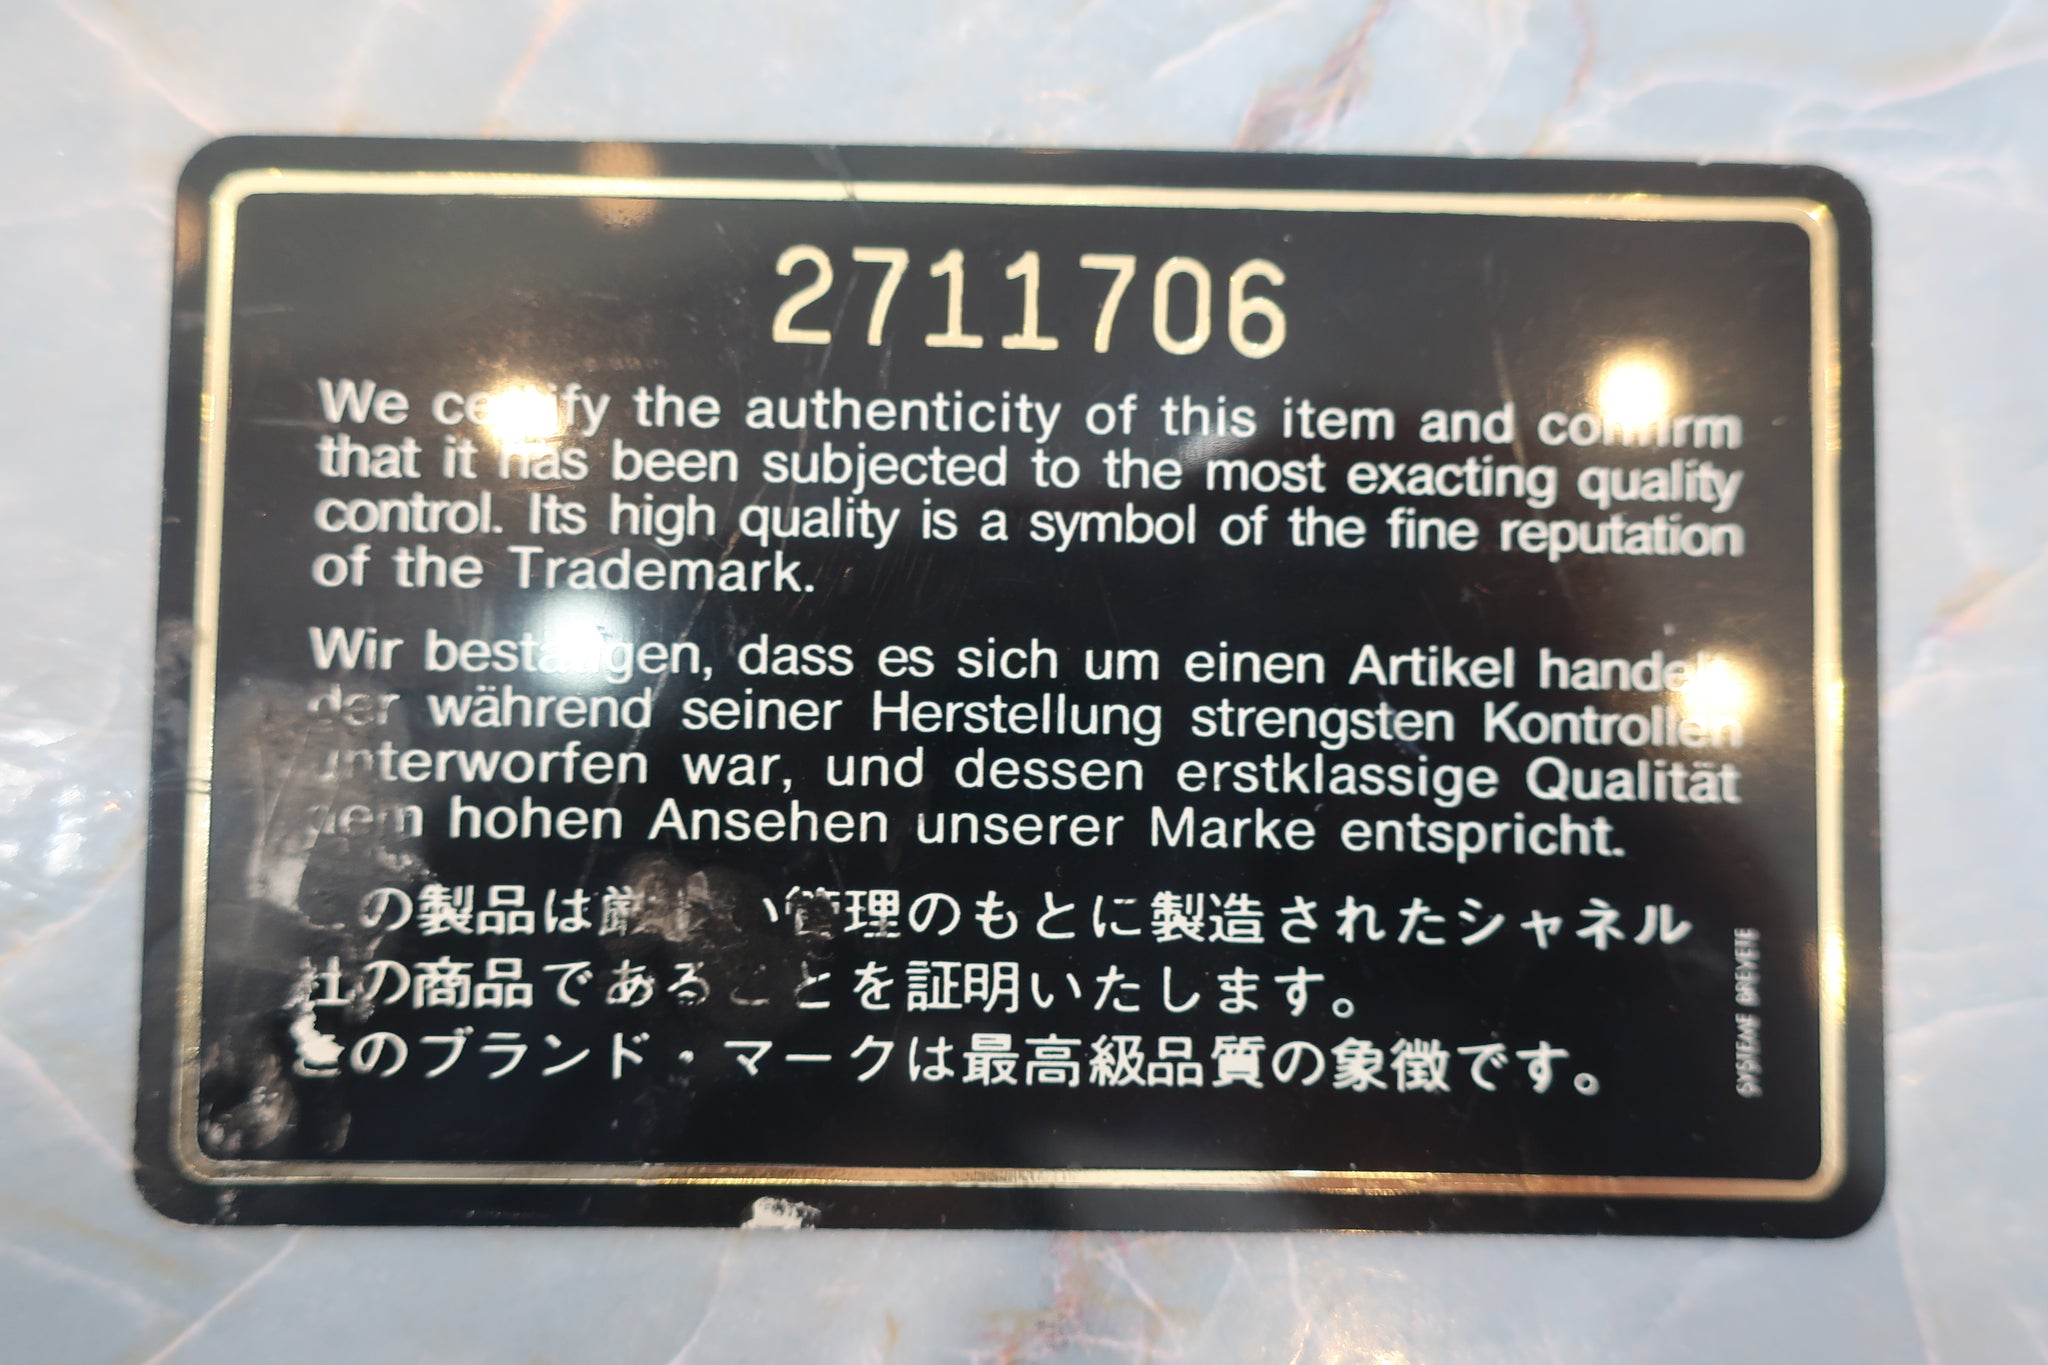 2711706
We certify the authenticity of this item and confirm
that it has been subjected to the most exacting quality
control. Its high quality is a symbol of the fine reputation
of the Trademark.
Wir bestätigen, dass es sich um einen Artikel handelt,
der während seiner Herstellung strengsten Kontrollen
unterworfen war, und dessen erstklassige Qualität
dem hohen Ansehen unserer Marke entspricht.
この製品は厳しい管理のもとに製造されたシャネル
社の商品であることを証明いたします。
このブランド・マークは最高級品質の象徴です。
SYSTEME BREVETE